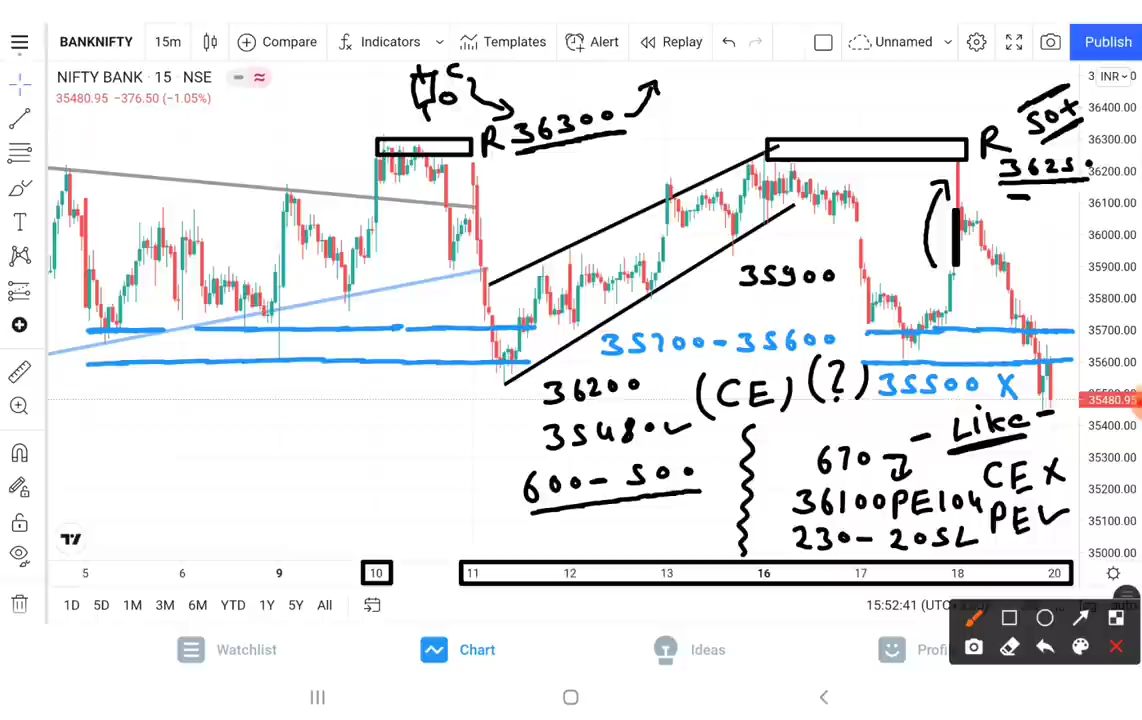 BANKNIFTY 15m Compare Indicators Templates Alert Replay Unnamed Publish
NIFTY BANK · 15 · NSE
35480.95 −376.50 (−1.05%)
INR
C
O
R 36300
R
50+
36250
35900
35700-35600
36200
(CE) (?)
35500 X
35480
600-500
- Like -
670
CE X
36100PE104
PE
230-20SL
36400.00
36300.00
36200.00
36100.00
36000.00
35900.00
35800.00
35700.00
35600.00
35480.95
35400.00
35300.00
35200.00
35100.00
35000.00
5 6 9 10 11 12 13 16 17 18 20
1D 5D 1M 3M 6M YTD 1Y 5Y All
15:52:41 (UTC
Watchlist Chart Ideas Profi